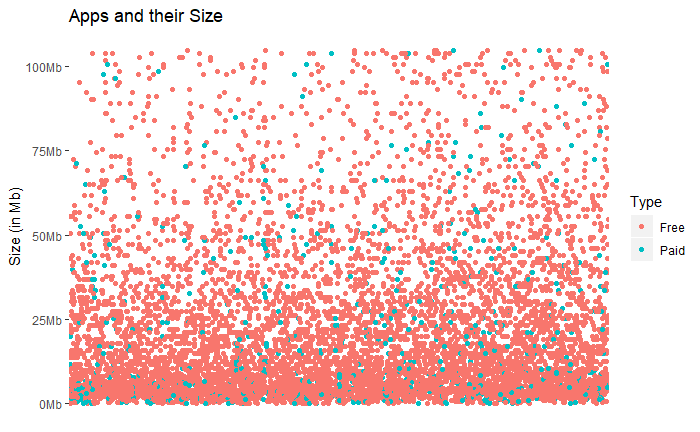 Apps and their Size
100Mb
75Mb
50Mb
25Mb
0Mb
Size (in Mb)
Type
Free
Paid